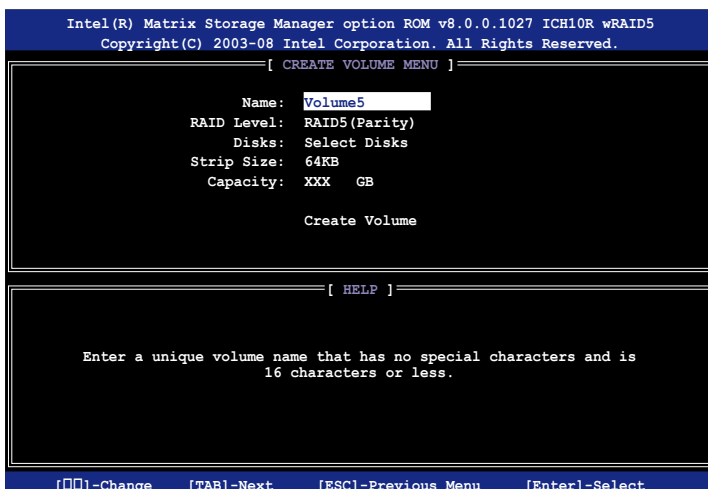 Intel(R) Matrix Storage Manager option ROM v8.0.0.1027 ICH10R wRAID5
Copyright(C) 2003-08 Intel Corporation. All Rights Reserved.
[ CREATE VOLUME MENU ]
Name: Volume5
RAID Level: RAID5(Parity)
Disks: Select Disks
Strip Size: 64KB
Capacity: XXX GB
Create Volume
[ HELP ]
Enter a unique volume name that has no special characters and is
16 characters or less.
[▯▯]-Change [TAB]-Next [ESC]-Previous Menu [Enter]-Select